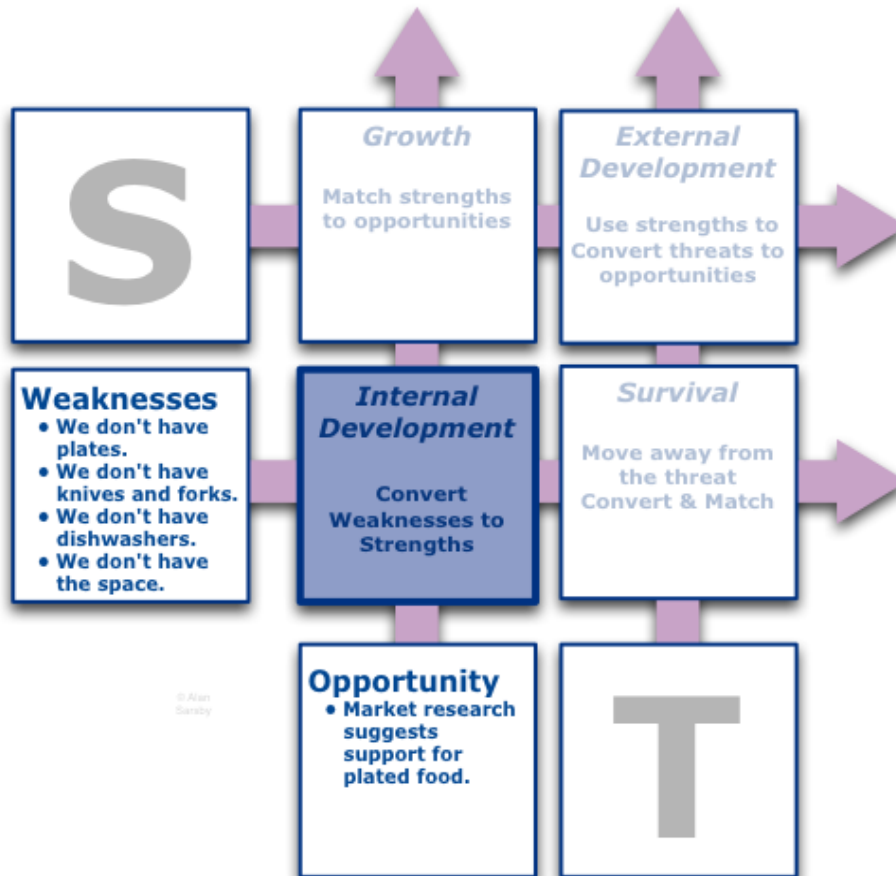 S
Growth
Match strengths
to opportunities
External
Development
Use strengths to
Convert threats to
opportunities
Weaknesses
• We don't have
plates.
• We don't have
knives and forks.
• We don't have
dishwashers.
• We don't have
the space.
Internal
Development
Convert
Weaknesses to
Strengths
Survival
Move away from
the threat
Convert & Match
Opportunity
• Market research
suggests
support for
plated food.
T
© Alan